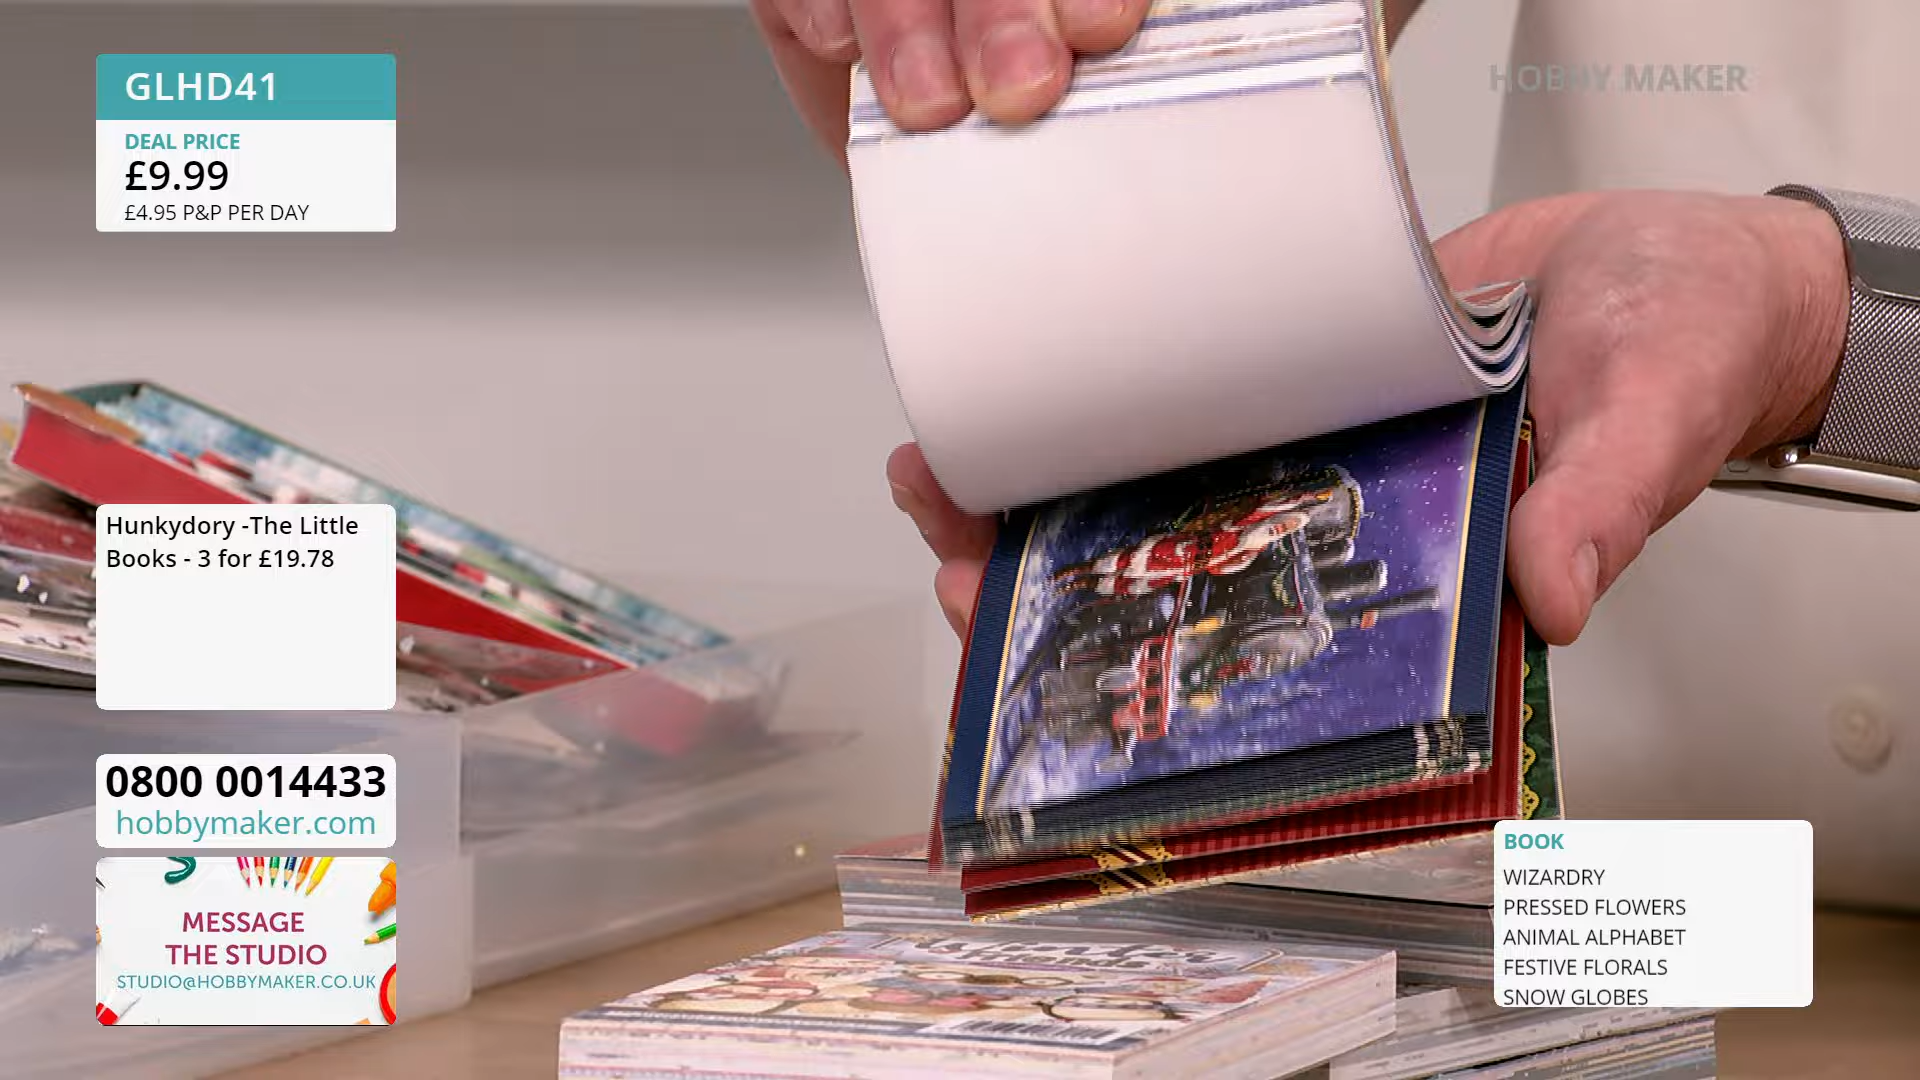 GLHD41
DEAL PRICE
£9.99
£4.95 P&P PER DAY
HOBBY MAKER
Hunkydory -The Little
Books - 3 for £19.78
0800 0014433
hobbymaker.com
MESSAGE
THE STUDIO
STUDIO@HOBBYMAKER.CO.UK
BOOK
WIZARDRY
PRESSED FLOWERS
ANIMAL ALPHABET
FESTIVE FLORALS
SNOW GLOBES